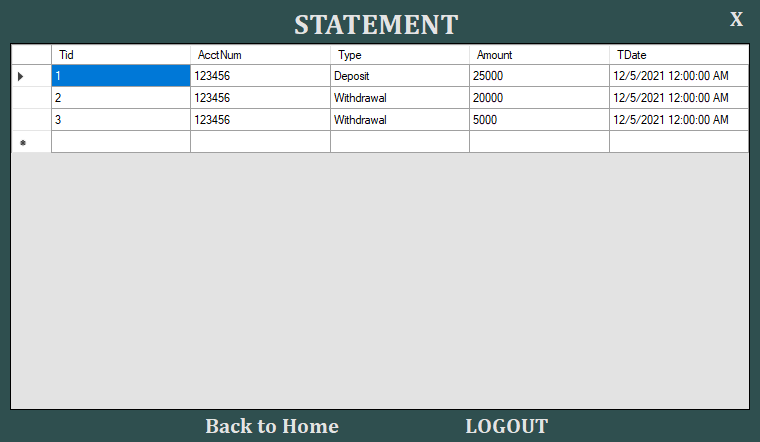 STATEMENT X
Tid AcctNum Type Amount TDate
1 123456 Deposit 25000 12/5/2021 12:00:00 AM
2 123456 Withdrawal 20000 12/5/2021 12:00:00 AM
3 123456 Withdrawal 5000 12/5/2021 12:00:00 AM
Back to Home LOGOUT